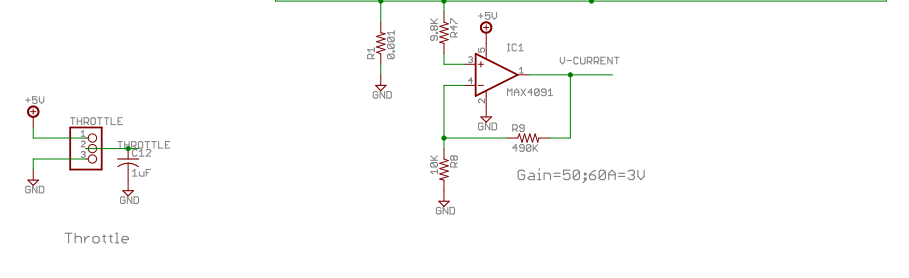 +5V
9.8K
R47
R1
0.001
5
IC1
3
1
V-CURRENT
4
MAX4091
GND
2
+5V
THROTTLE
GND
1
THROTTLE
R9
2
C12
490K
3
10K
R8
1uF
Gain=50;60A=3V
GND
GND
GND
Throttle